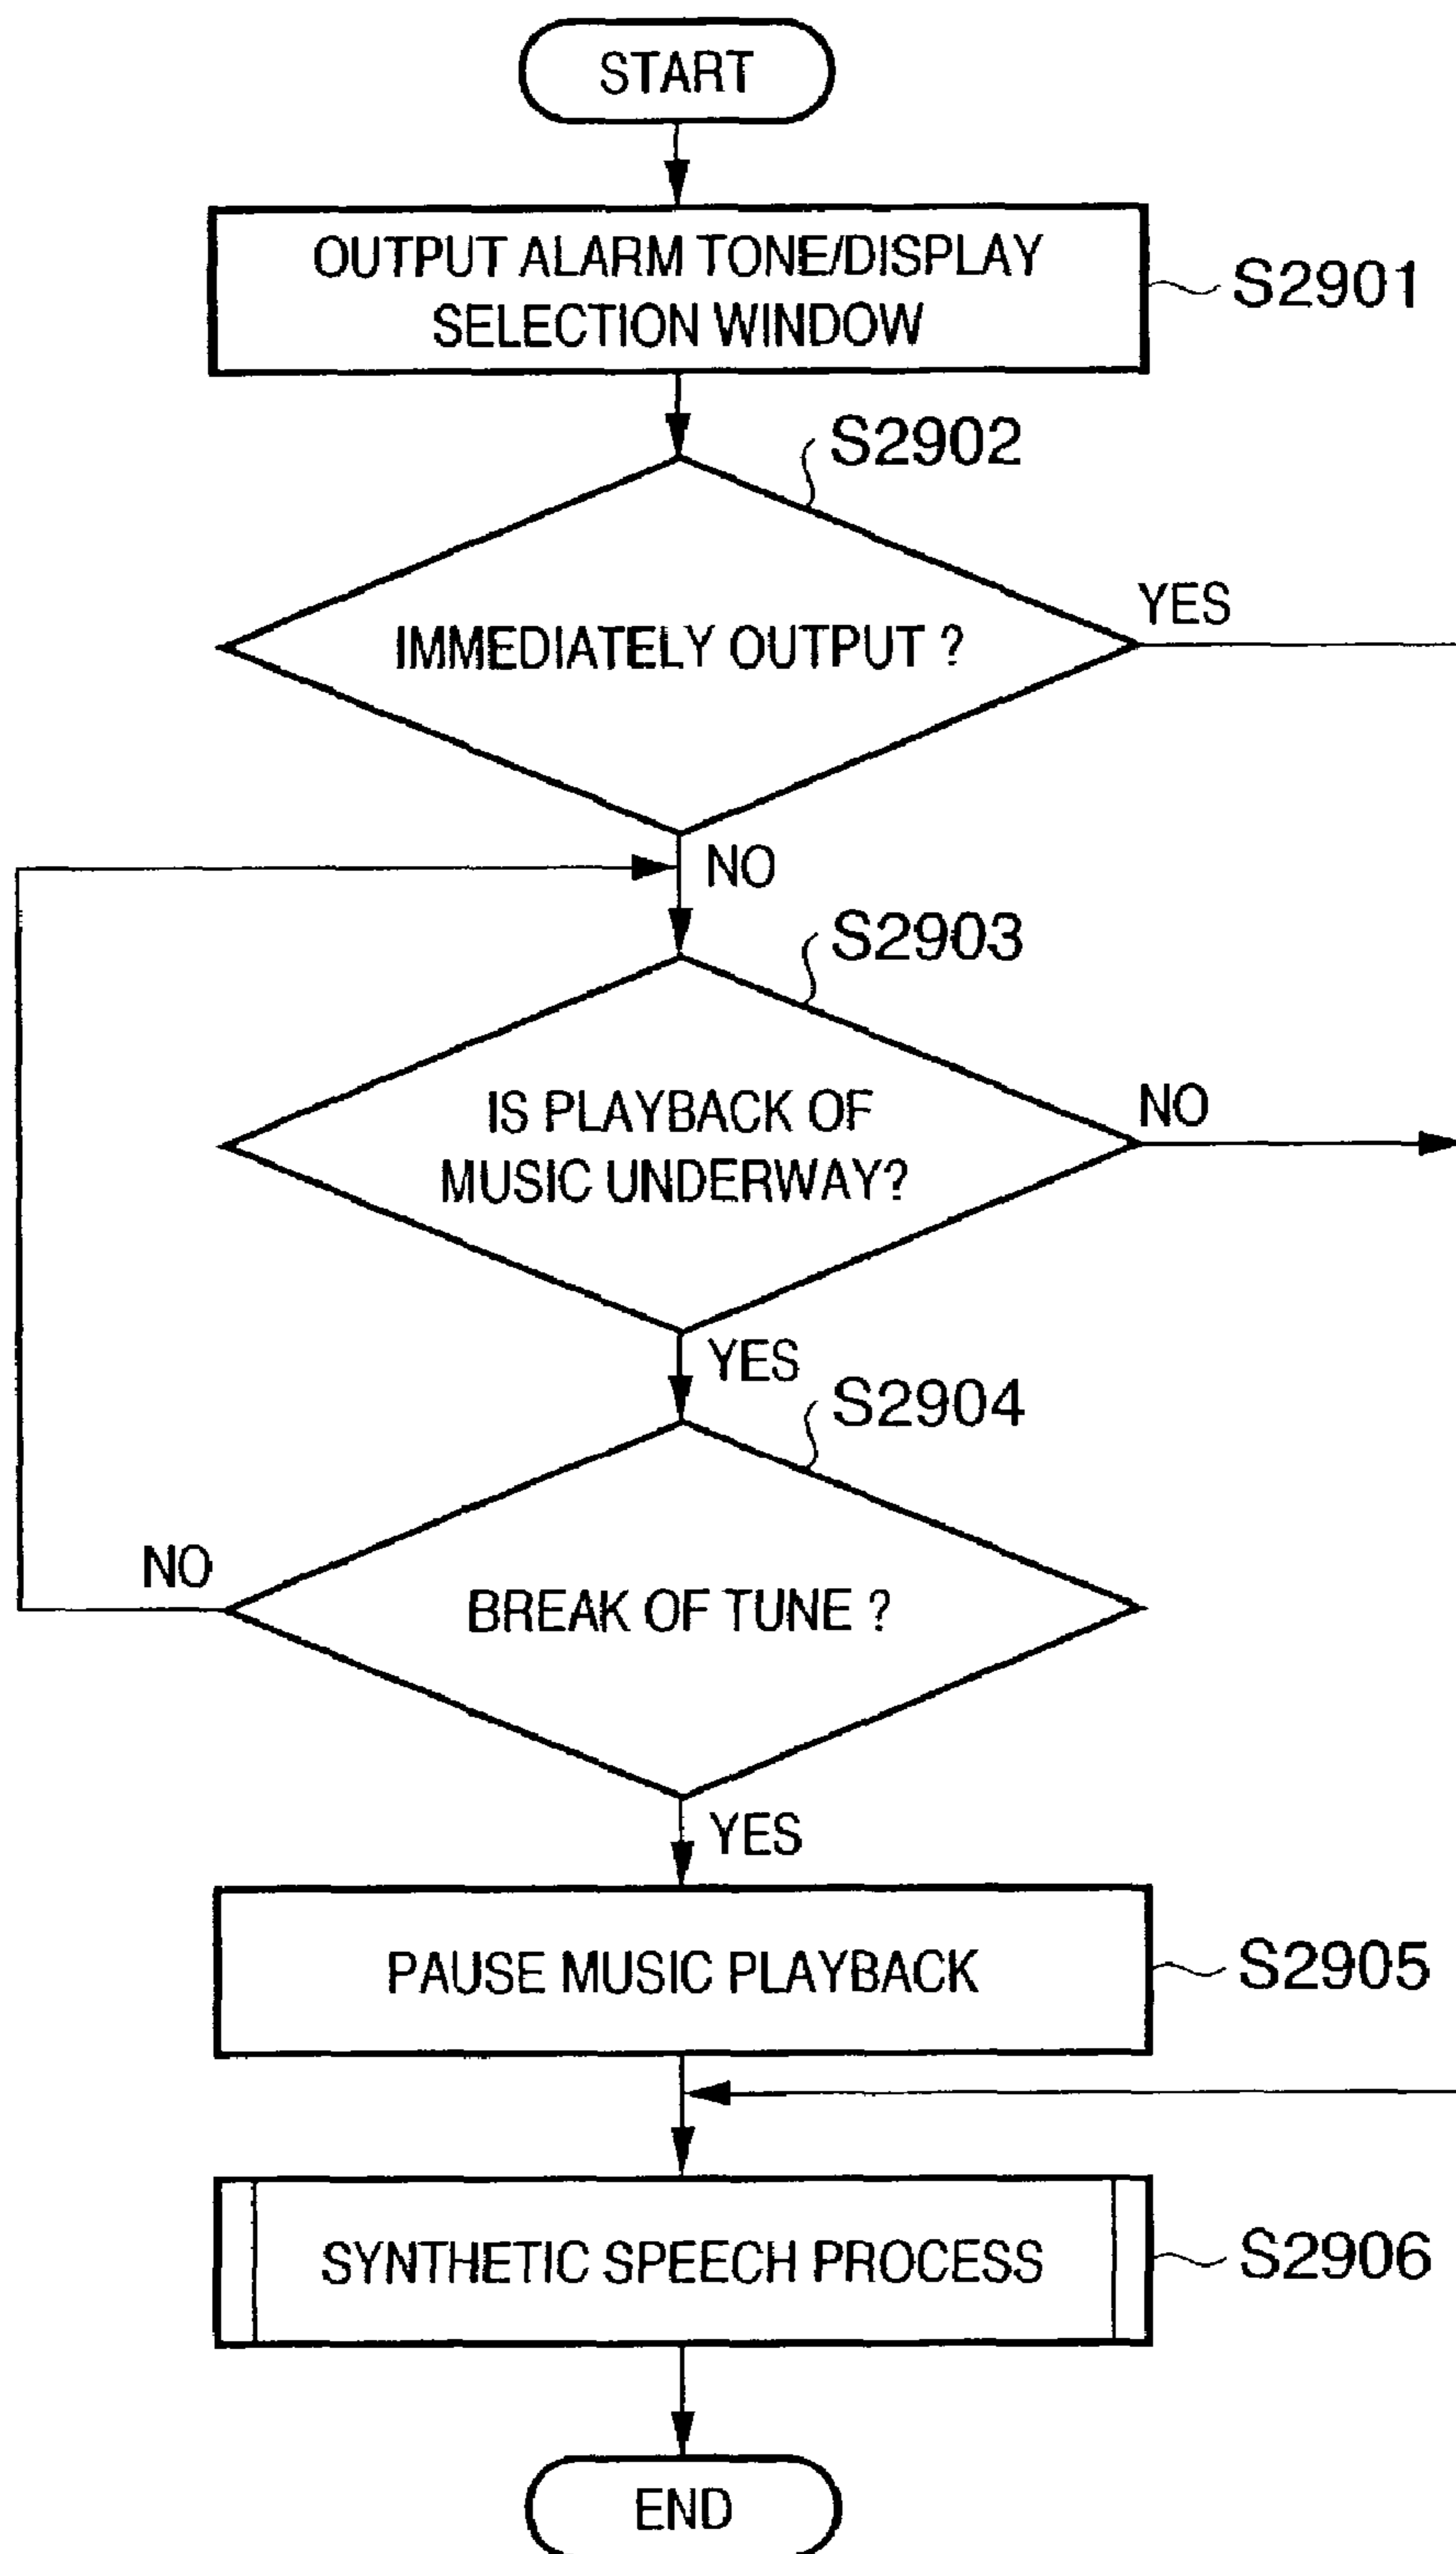 START
OUTPUT ALARM TONE/DISPLAY
SELECTION WINDOW
S2901
S2902
IMMEDIATELY OUTPUT ?
YES
NO
S2903
IS PLAYBACK OF
MUSIC UNDERWAY?
NO
YES
S2904
BREAK OF TUNE ?
NO
YES
PAUSE MUSIC PLAYBACK
S2905
SYNTHETIC SPEECH PROCESS
S2906
END